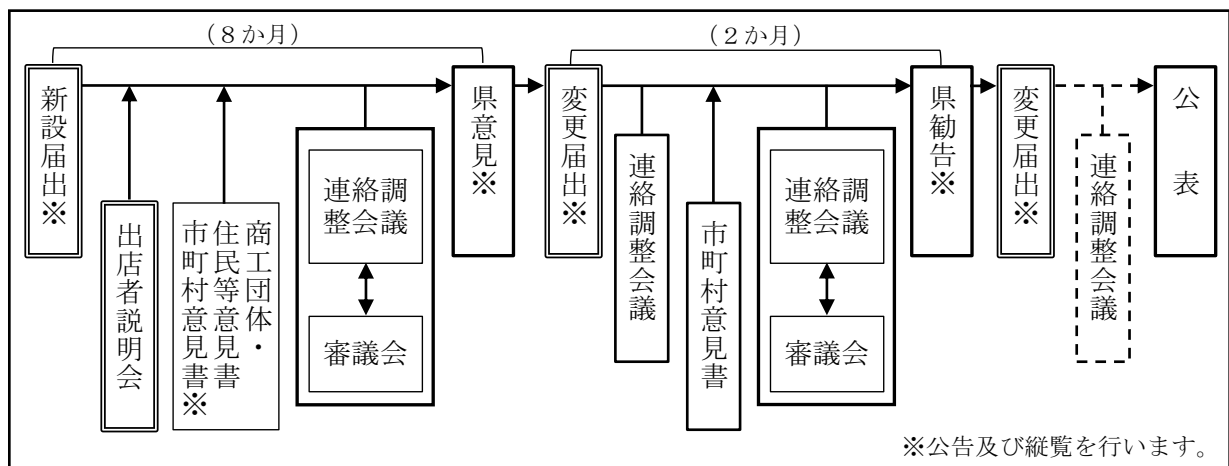 （８か月）
（２か月）
新設届出※
出店者説明会
商工団体・
住民等意見書
市町村意見書※
連絡調
整会議
審議会
県意見※
変更届出※
連絡調整会議
市町村意見書
連絡調
整会議
審議会
県勧告※
変更届出※
連絡調整会議
公表
※公告及び縦覧を行います。